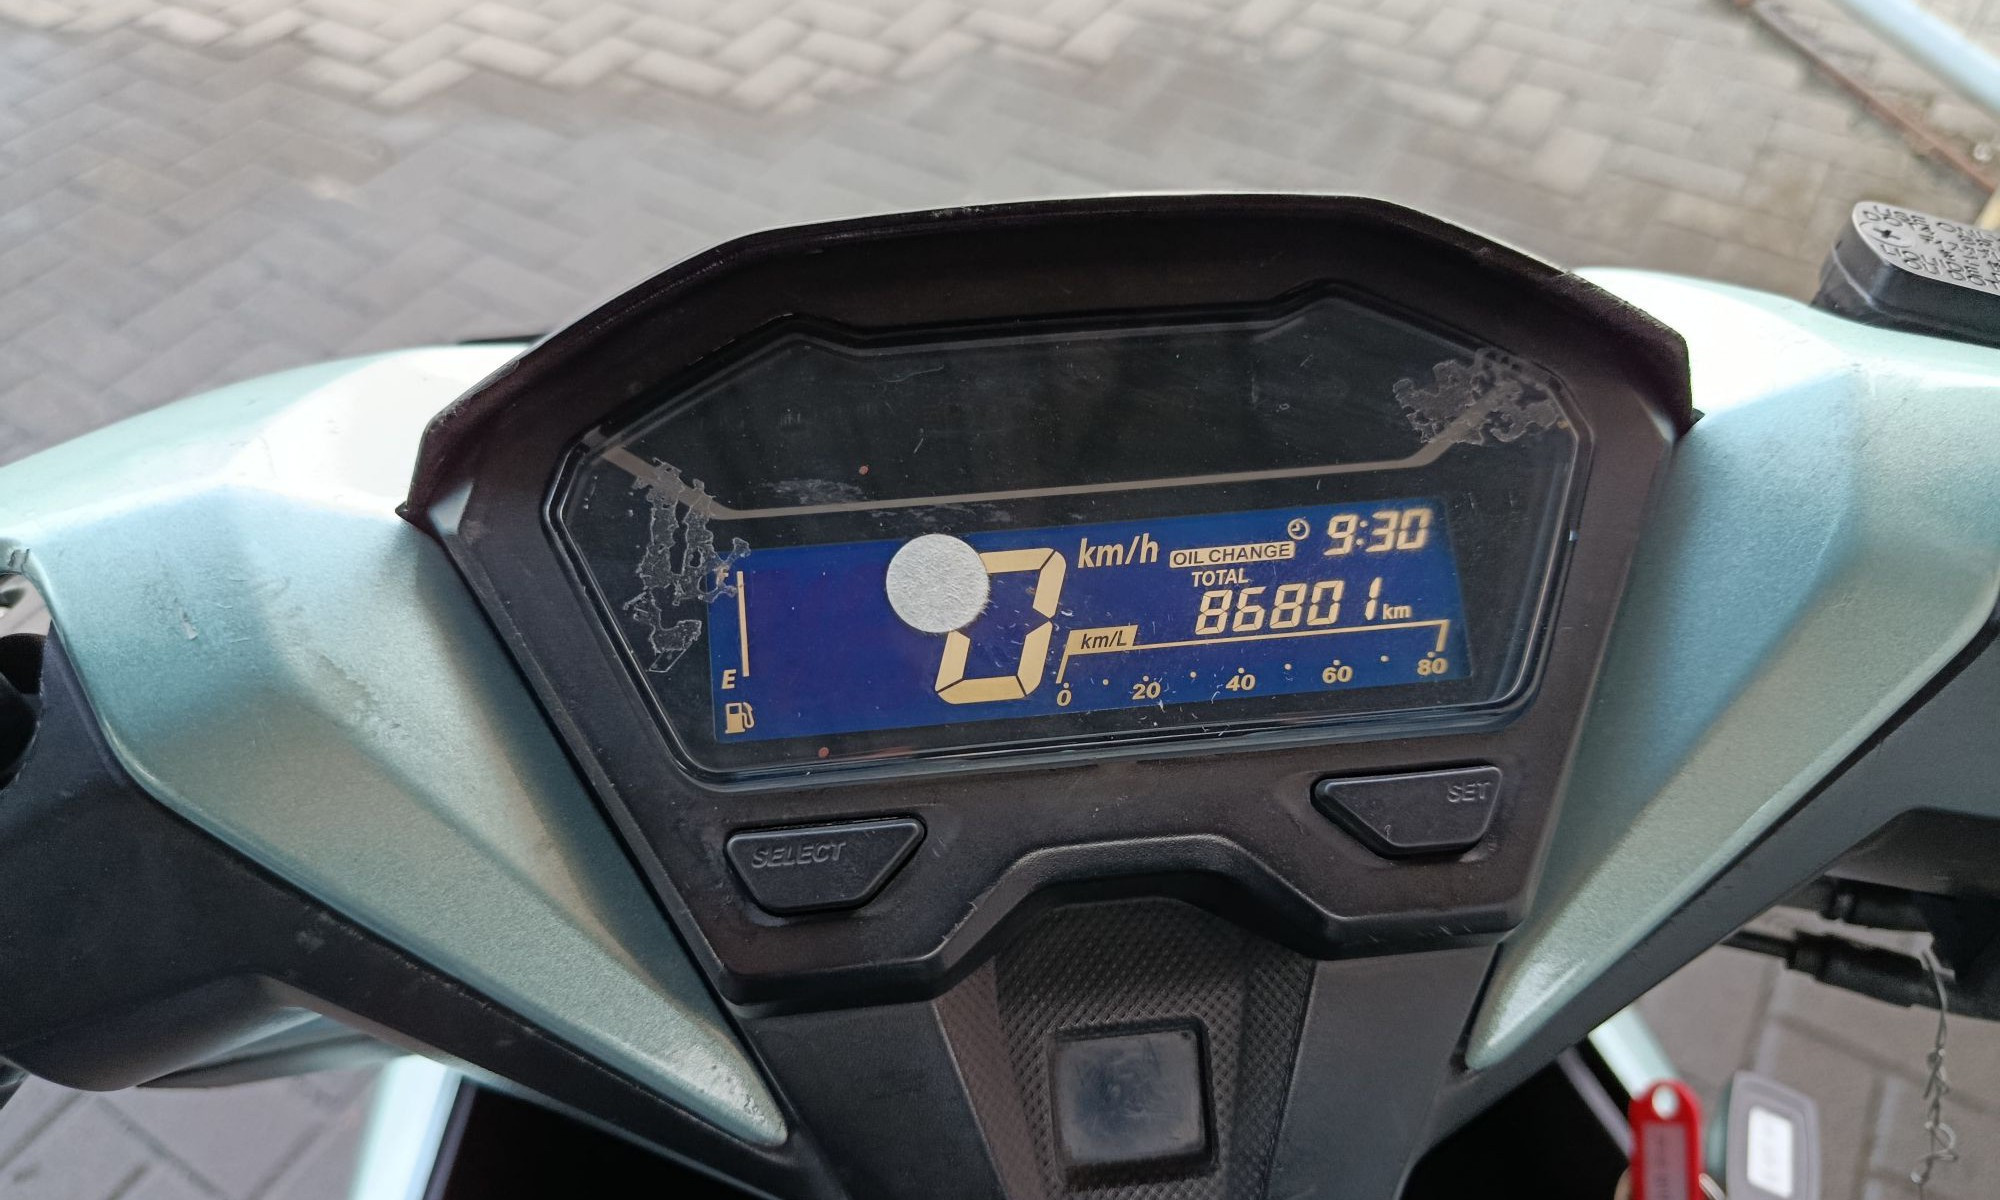 9:30
km/h
OIL CHANGE
TOTAL
86801 km
0
km/L
E
0 20 40 60 80
SELECT
SET